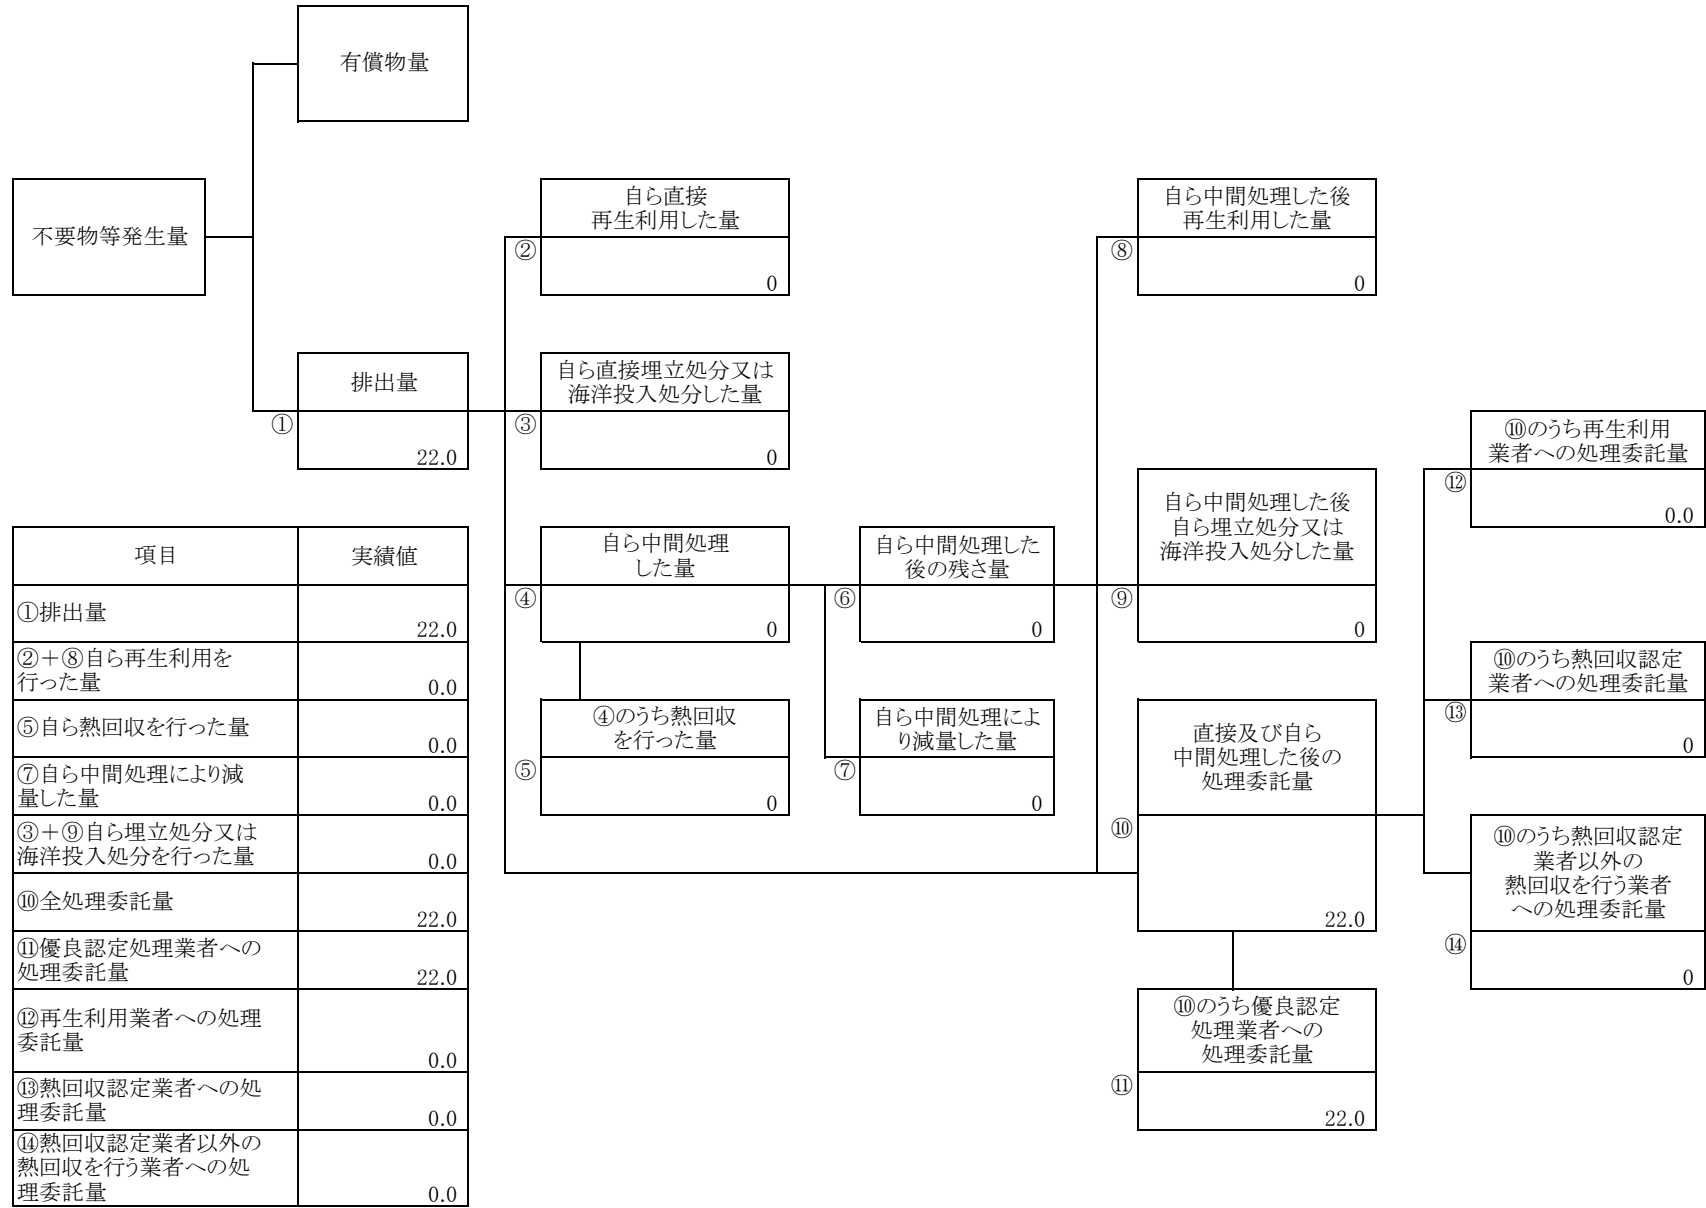 有償物量
不要物等発生量
自ら直接
再生利用した量
②
0
自ら中間処理した後
再生利用した量
⑧
0
排出量
①
22.0
自ら直接埋立処分又は
海洋投入処分した量
③
0
⑩のうち再生利用
業者への処理委託量
⑫
0.0
自ら中間処理
した量
④
0
自ら中間処理した
後の残さ量
⑥
0
自ら中間処理した後
自ら埋立処分又は
海洋投入処分した量
⑨
0
⑩のうち熱回収認定
業者への処理委託量
⑬
0
④のうち熱回収
を行った量
⑤
0
自ら中間処理によ
り減量した量
⑦
0
直接及び自ら
中間処理した後の
処理委託量
⑩
22.0
⑩のうち熱回収認定
業者以外の
熱回収を行う業者
への処理委託量
⑭
0
⑩のうち優良認定
処理業者への
処理委託量
⑪
22.0
項目 実績値
①排出量
22.0
②＋⑧自ら再生利用を
行った量
0.0
⑤自ら熱回収を行った量
0.0
⑦自ら中間処理により減
量した量
0.0
③＋⑨自ら埋立処分又は
海洋投入処分を行った量
0.0
⑩全処理委託量
22.0
⑪優良認定処理業者への
処理委託量
22.0
⑫再生利用業者への処理
委託量
0.0
⑬熱回収認定業者への処
理委託量
0.0
⑭熱回収認定業者以外の
熱回収を行う業者への処
理委託量
0.0